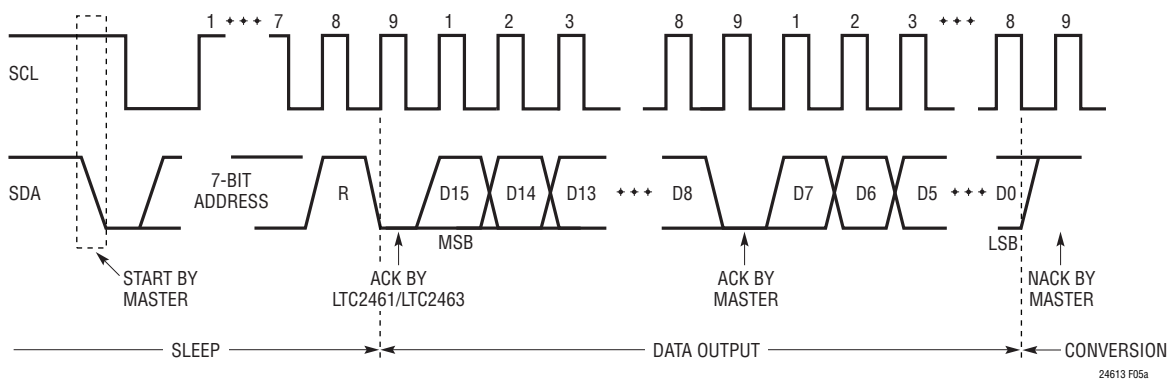 1 ✦✦✦ 7 8 9 1 2 3 8 9 1 2 3 ✦✦✦ 8 9
SCL
SDA
7-BIT
ADDRESS
R D15 D14 D13 ✦✦✦ D8 D7 D6 D5 ✦✦✦ D0
MSB LSB
START BY
MASTER
ACK BY
LTC2461/LTC2463
ACK BY
MASTER
NACK BY
MASTER
SLEEP DATA OUTPUT CONVERSION
24613 F05a